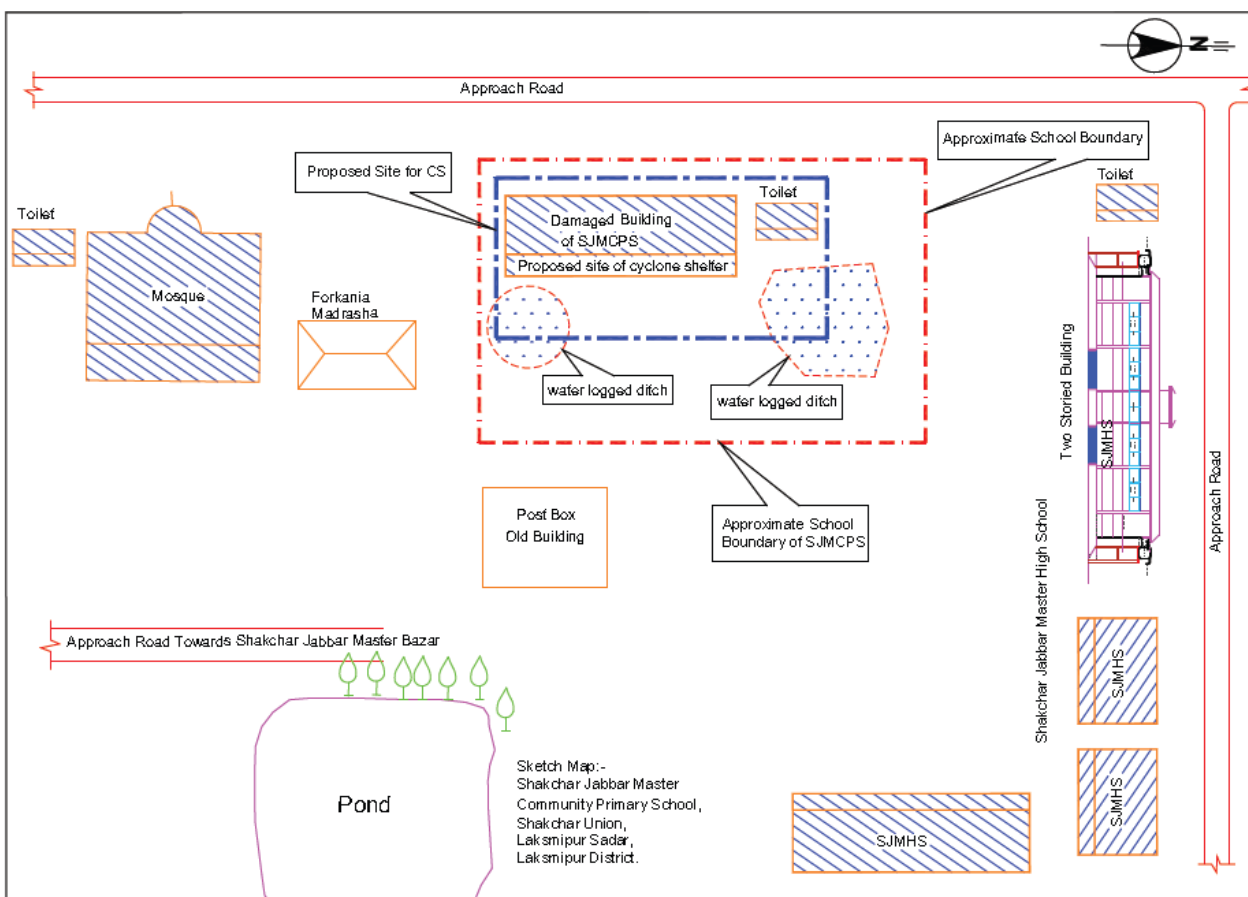 N
Approach Road
Approximate School Boundary
Proposed Site for CS
Toilet
Toilet
Toilet
Damaged Building
of SJMCPS
Proposed site of cyclone shelter
Mosque
Forkania
Madrasha
water logged ditch
water logged ditch
Two Storied Building
SJMHS
Post Box
Old Building
Approximate School
Boundary of SJMCPS
Approach Road
Shakchar Jabbar Master High School
Approach Road Towards Shakchar Jabbar Master Bazar
SJMHS
SJMHS
SJMHS
Pond
Sketch Map:-
Shakchar Jabbar Master
Community Primary School,
Shakchar Union,
Laksmipur Sadar,
Laksmipur District.